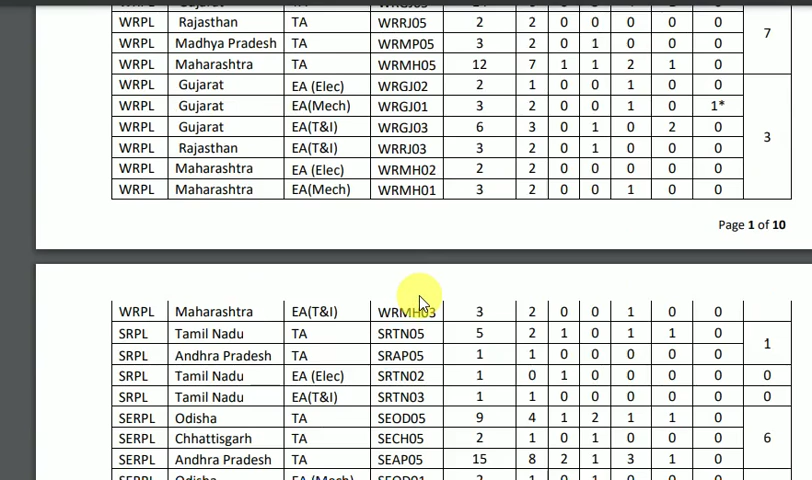 WRPL Rajasthan TA WRRJ05 2 2 0 0 0 0 0 7
WRPL Madhya Pradesh TA WRMP05 3 2 0 1 0 0 0
WRPL Maharashtra TA WRMH05 12 7 1 1 2 1 0
WRPL Gujarat EA (Elec) WRGJ02 2 1 0 0 1 0 0
WRPL Gujarat EA(Mech) WRGJ01 3 2 0 0 1 0 1*
WRPL Gujarat EA(T&I) WRGJ03 6 3 0 1 0 2 0 3
WRPL Rajasthan EA(T&I) WRRJ03 3 2 0 1 0 0 0
WRPL Maharashtra EA (Elec) WRMH02 2 2 0 0 0 0 0
WRPL Maharashtra EA(Mech) WRMH01 3 2 0 0 1 0 0
Page 1 of 10
WRPL Maharashtra EA(T&I) WRMH03 3 2 0 0 1 0 0
SRPL Tamil Nadu TA SRTN05 5 2 1 0 1 1 0 1
SRPL Andhra Pradesh TA SRAP05 1 1 0 0 0 0 0
SRPL Tamil Nadu EA (Elec) SRTN02 1 0 1 0 0 0 0 0
SRPL Tamil Nadu EA(T&I) SRTN03 1 1 0 0 0 0 0 0
SERPL Odisha TA SEOD05 9 4 1 2 1 1 0 6
SERPL Chhattisgarh TA SECH05 2 1 0 1 0 0 0
SERPL Andhra Pradesh TA SEAP05 15 8 2 1 3 1 0